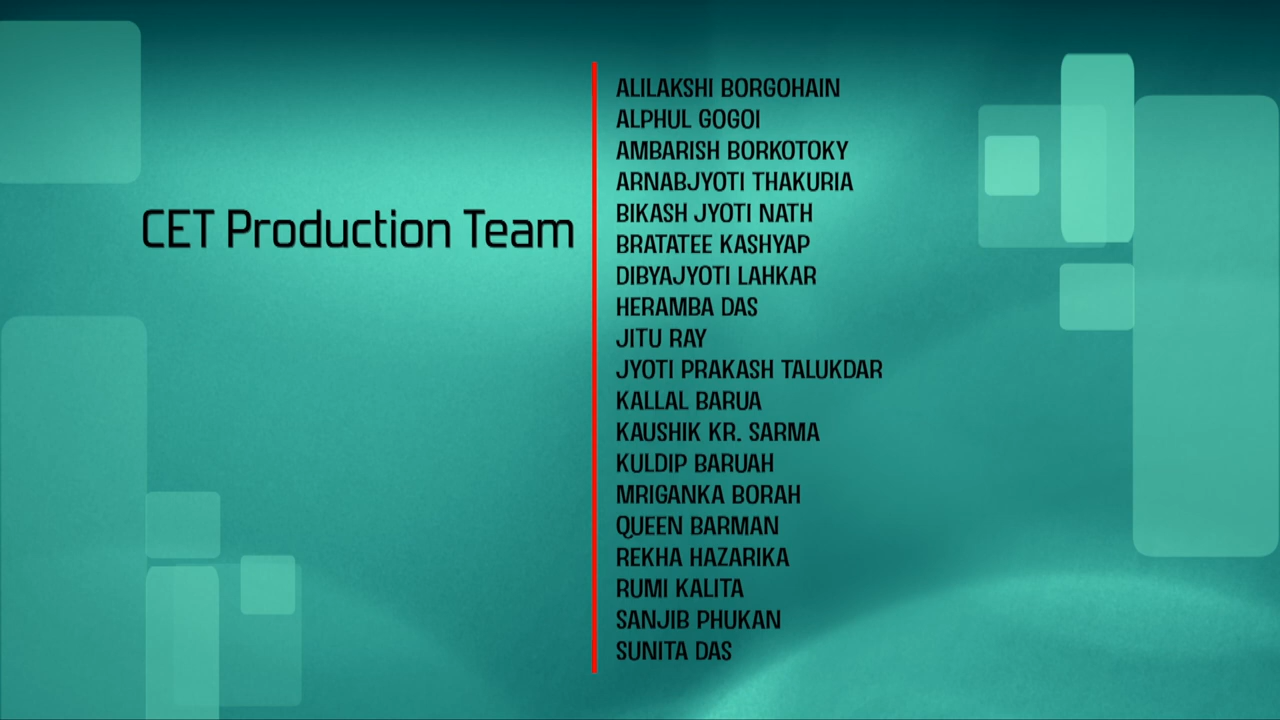 CET Production Team
ALILAKSHI BORGOHAIN
ALPHUL GOGOI
AMBARISH BORKOTOKY
ARNABJYOTI THAKURIA
BIKASH JYOTI NATH
BRATATEE KASHYAP
DIBYAJYOTI LAHKAR
HERAMBA DAS
JITU RAY
JYOTI PRAKASH TALUKDAR
KALLAL BARUA
KAUSHIK KR. SARMA
KULDIP BARUAH
MRIGANKA BORAH
QUEEN BARMAN
REKHA HAZARIKA
RUMI KALITA
SANJIB PHUKAN
SUNITA DAS